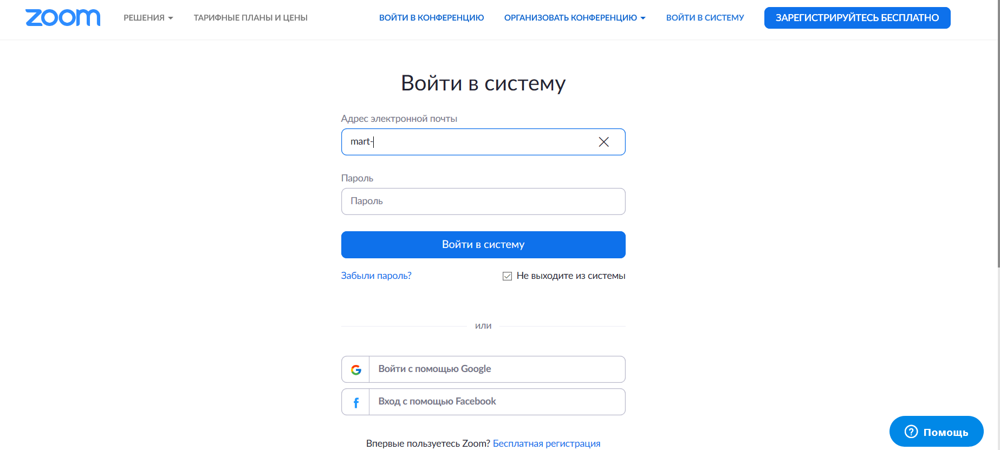 zoom РЕШЕНИЯ ТАРИФНЫЕ ПЛАНЫ И ЦЕНЫ ВОЙТИ В КОНФЕРЕНЦИЮ ОРГАНИЗОВАТЬ КОНФЕРЕНЦИЮ ВОЙТИ В СИСТЕМУ ЗАРЕГИСТРИРУЙТЕСЬ БЕСПЛАТНО
Войти в систему
Адрес электронной почты
mart-
Пароль
Пароль
Войти в систему
Забыли пароль? Не выходите из системы
или
Войти с помощью Google
Вход с помощью Facebook
Помощь
Впервые пользуетесь Zoom? Бесплатная регистрация